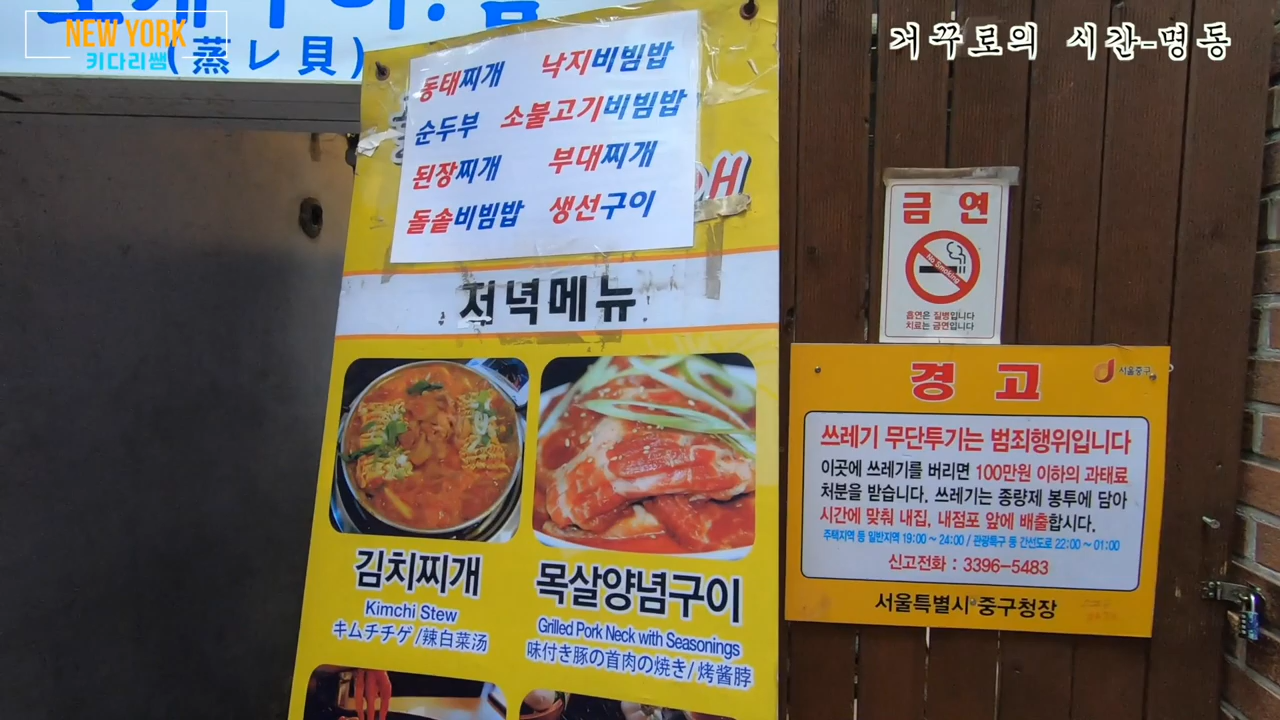 NEW YORK
키다리쌤
(蒸し貝)
거꾸로의 시간-명동
동태찌개 낙지비빔밥
순두부 소불고기비빔밥
된장찌개 부대찌개
돌솥비빔밥 생선구이
저녁메뉴
김치찌개
Kimchi Stew
キムチチゲ/辣白菜汤
목살양념구이
Grilled Pork Neck with Seasonings
味付き豚の首肉の焼き/烤酱脖
금 연
No Smoking
흡연은 질병입니다
치료는 금연입니다
경 고
서울중구
쓰레기 무단투기는 범죄행위입니다
이곳에 쓰레기를 버리면 100만원 이하의 과태료
처분을 받습니다. 쓰레기는 종량제 봉투에 담아
시간에 맞춰 내집, 내점포 앞에 배출합시다.
주택지역 등 일반지역 19:00 ~ 24:00 / 관광특구 등 간선도로 22:00 ~ 01:00
신고전화 : 3396-5483
서울특별시 중구청장